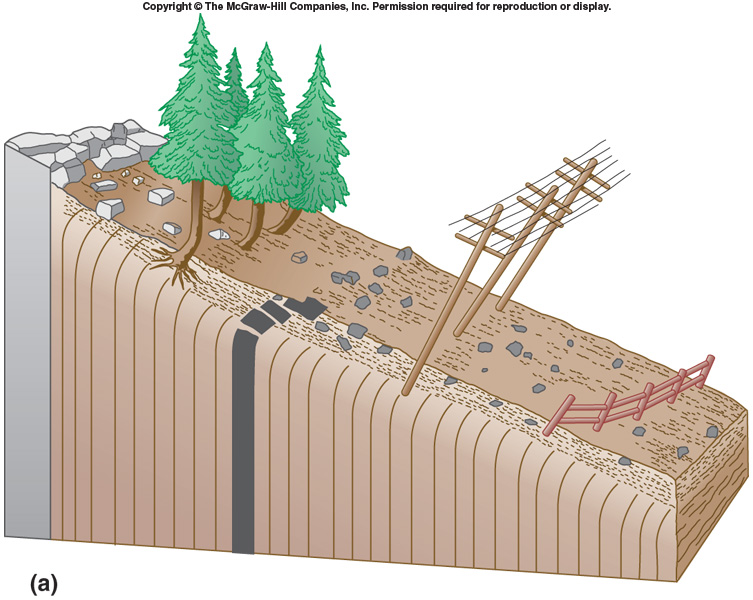 Copyright © The McGraw-Hill Companies, Inc. Permission required for reproduction or display.
(a)